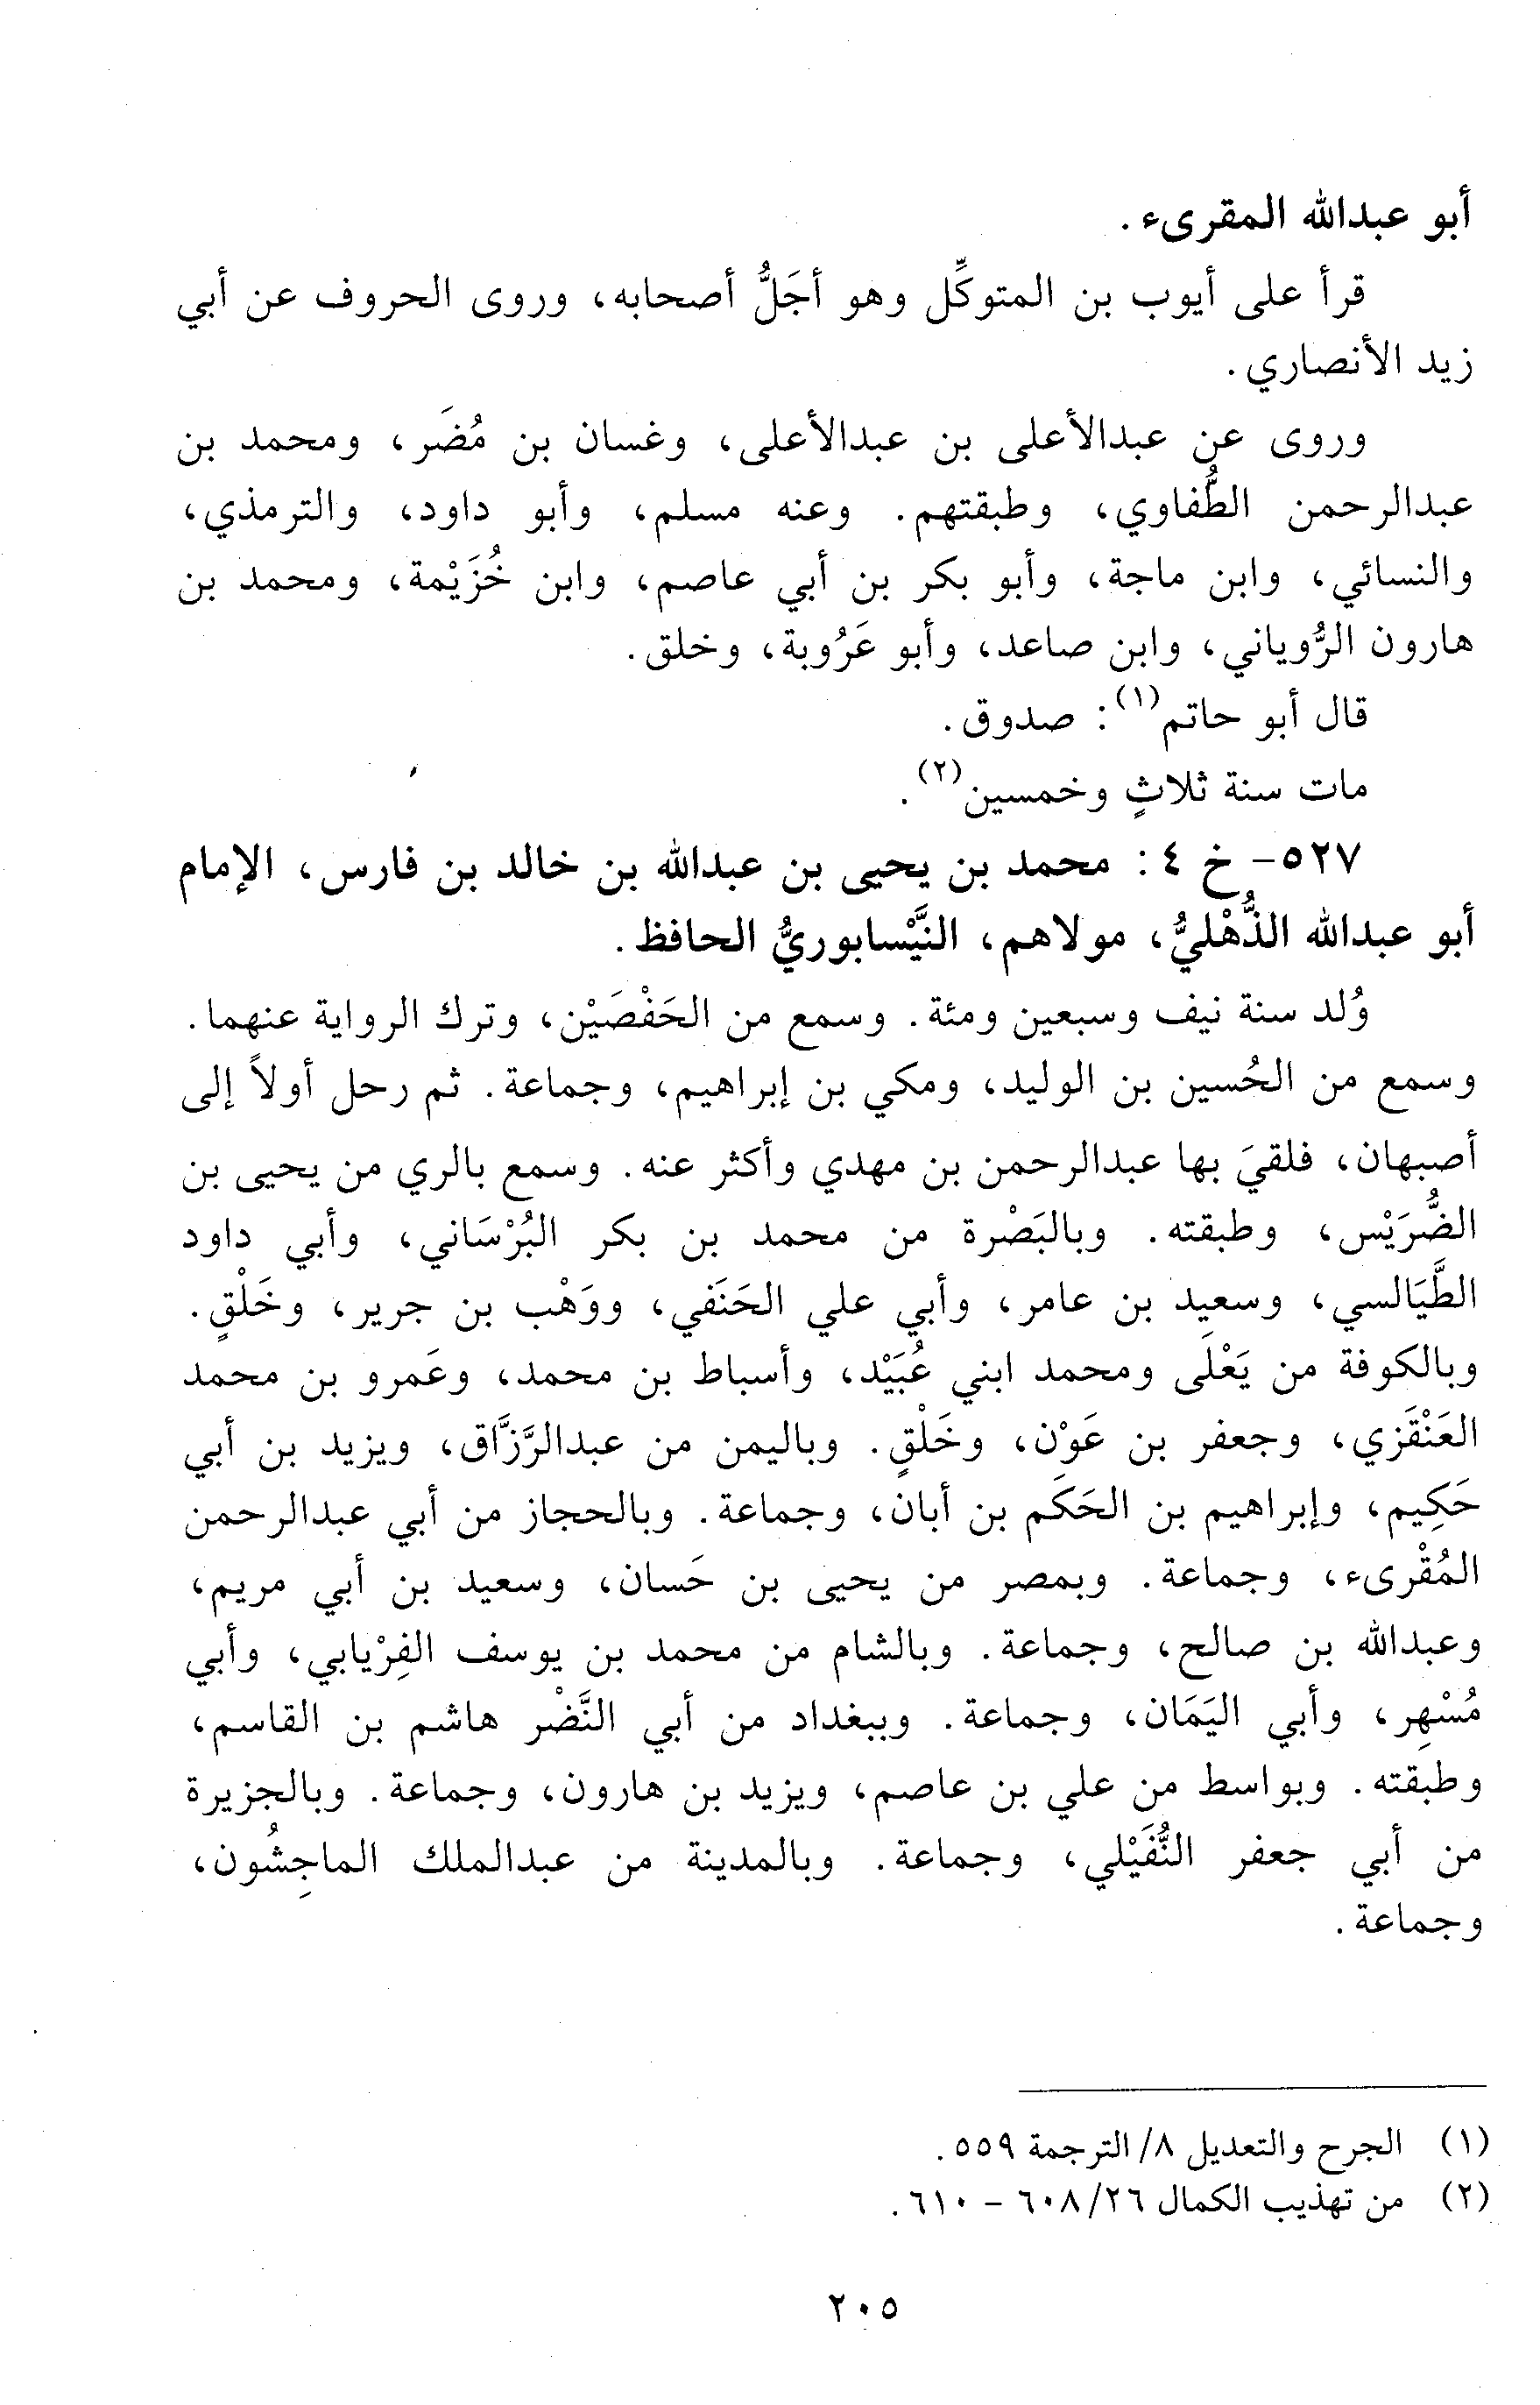 أبو عبدالله المقرىء.
قرأ على أيوب بن المتوكِّل وهو أجَلُّ أصحابه، وروى الحروف عن أبي
زيد الأنصاري.
وروى عن عبدالأعلى بن عبدالأعلى، وغسان بن مُضَر، ومحمد بن
عبدالرحمن الطُّفاوي، وطبقتهم. وعنه مسلم، وأبو داود، والترمذي،
والنسائي، وابن ماجة، وأبو بكر بن أبي عاصم، وابن خُزَيْمة، ومحمد بن
هارون الرُّوياني، وابن صاعد، وأبو عَرُوبة، وخلق.
قال أبو حاتم(١): صدوق.
مات سنة ثلاثٍ وخمسين(٢).
٥٢٧- خ ٤: محمد بن يحيى بن عبدالله بن خالد بن فارس، الإمام
أبو عبدالله الذُّهْليُّ، مولاهم، النَّيْسابوريُّ الحافظ.
وُلد سنة نيف وسبعين ومئة. وسمع من الحَفْصَيْن، وترك الرواية عنهما.
وسمع من الحُسين بن الوليد، ومكي بن إبراهيم، وجماعة. ثم رحل أولاً إلى
أصبهان، فلقيَ بها عبدالرحمن بن مهدي وأكثر عنه. وسمع بالري من يحيى بن
الضُّرَيْس، وطبقته. وبالبَصْرة من محمد بن بكر البُرْسَاني، وأبي داود
الطَّيَالسي، وسعيد بن عامر، وأبي علي الحَنَفي، ووَهْب بن جرير، وخَلْقٍ.
وبالكوفة من يَعْلَى ومحمد ابني عُبَيْد، وأسباط بن محمد، وعَمرو بن محمد
العَنْقَزي، وجعفر بن عَوْن، وخَلْقٍ. وباليمن من عبدالرَّزَّاق، ويزيد بن أبي
حَكِيم، وإبراهيم بن الحَكَم بن أبان، وجماعة. وبالحجاز من أبي عبدالرحمن
المُقْرىء، وجماعة. وبمصر من يحيى بن حَسان، وسعيد بن أبي مريم،
وعبدالله بن صالح، وجماعة. وبالشام من محمد بن يوسف الفِرْيابي، وأبي
مُسْهِر، وأبي اليَمَان، وجماعة. وببغداد من أبي النَّضْر هاشم بن القاسم،
وطبقته. وبواسط من علي بن عاصم، ويزيد بن هارون، وجماعة. وبالجزيرة
من أبي جعفر النُّفَيْلي، وجماعة. وبالمدينة من عبدالملك الماجِشُون،
وجماعة.
(١) الجرح والتعديل ٨/ الترجمة ٥٥٩.
(٢) من تهذيب الكمال ٢٦/ ٦٠٨ - ٦١٠.
٢٠٥